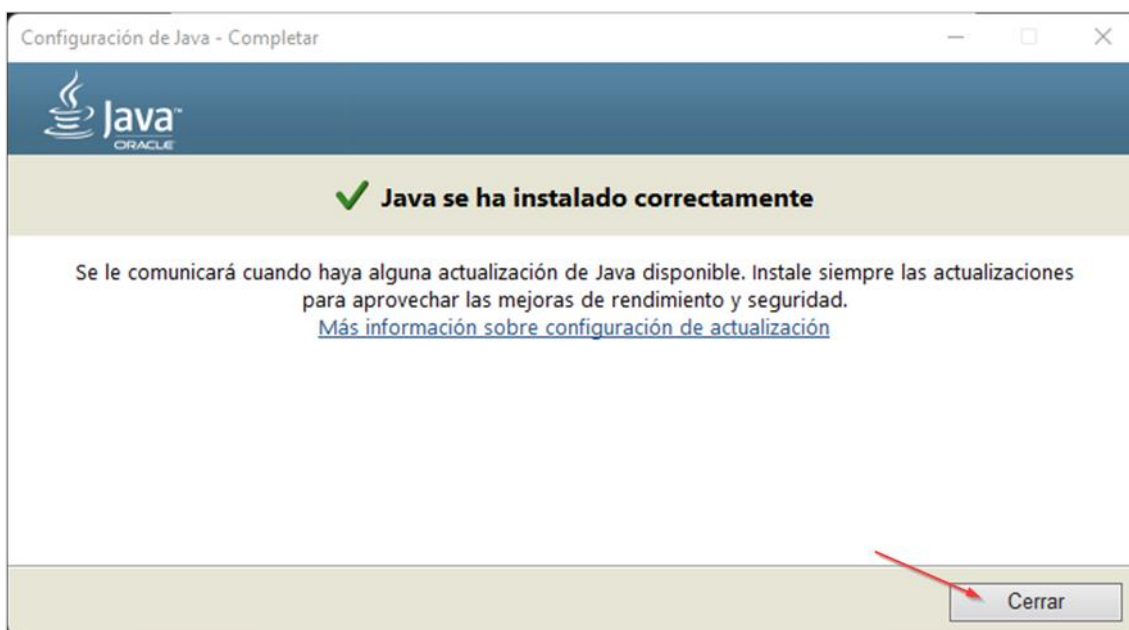 Configuración de Java - Completar
Java™
ORACLE
Java se ha instalado correctamente
Se le comunicará cuando haya alguna actualización de Java disponible. Instale siempre las actualizaciones
para aprovechar las mejoras de rendimiento y seguridad.
Más información sobre configuración de actualización
Cerrar